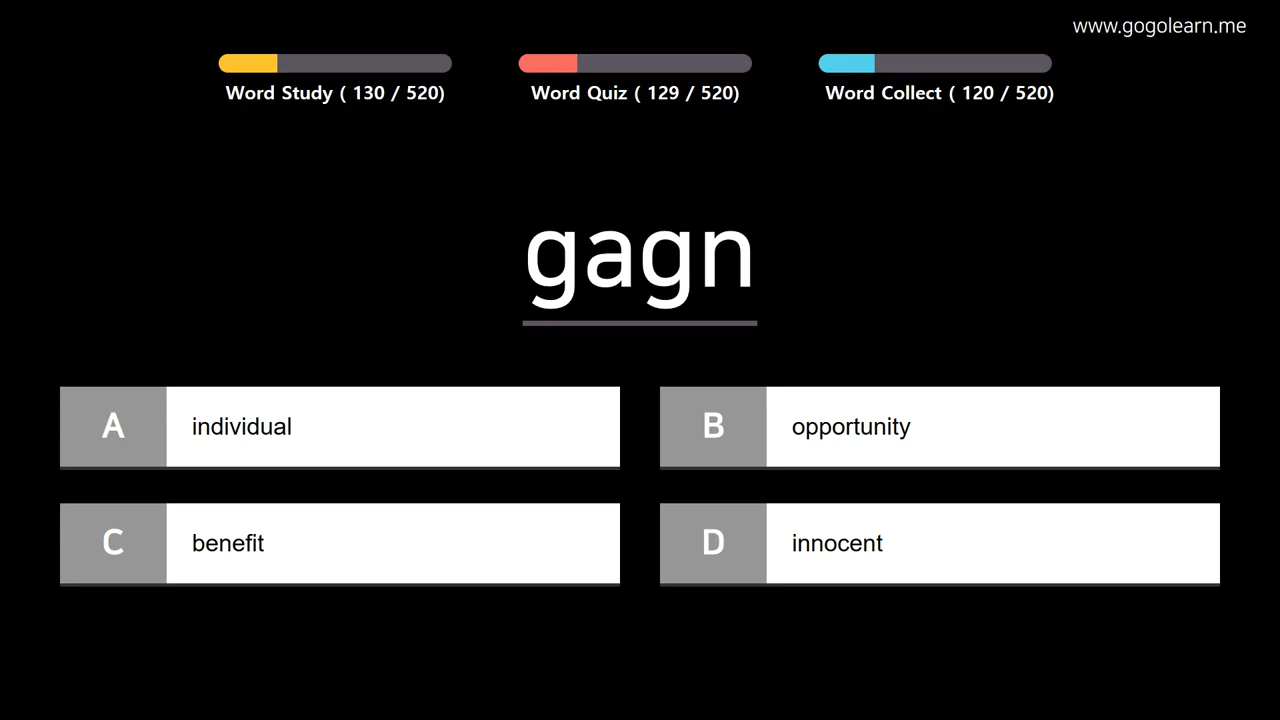 www.gogolearn.me
Word Study ( 130 / 520)
Word Quiz ( 129 / 520)
Word Collect ( 120 / 520)
gagn
A individual
B opportunity
C benefit
D innocent